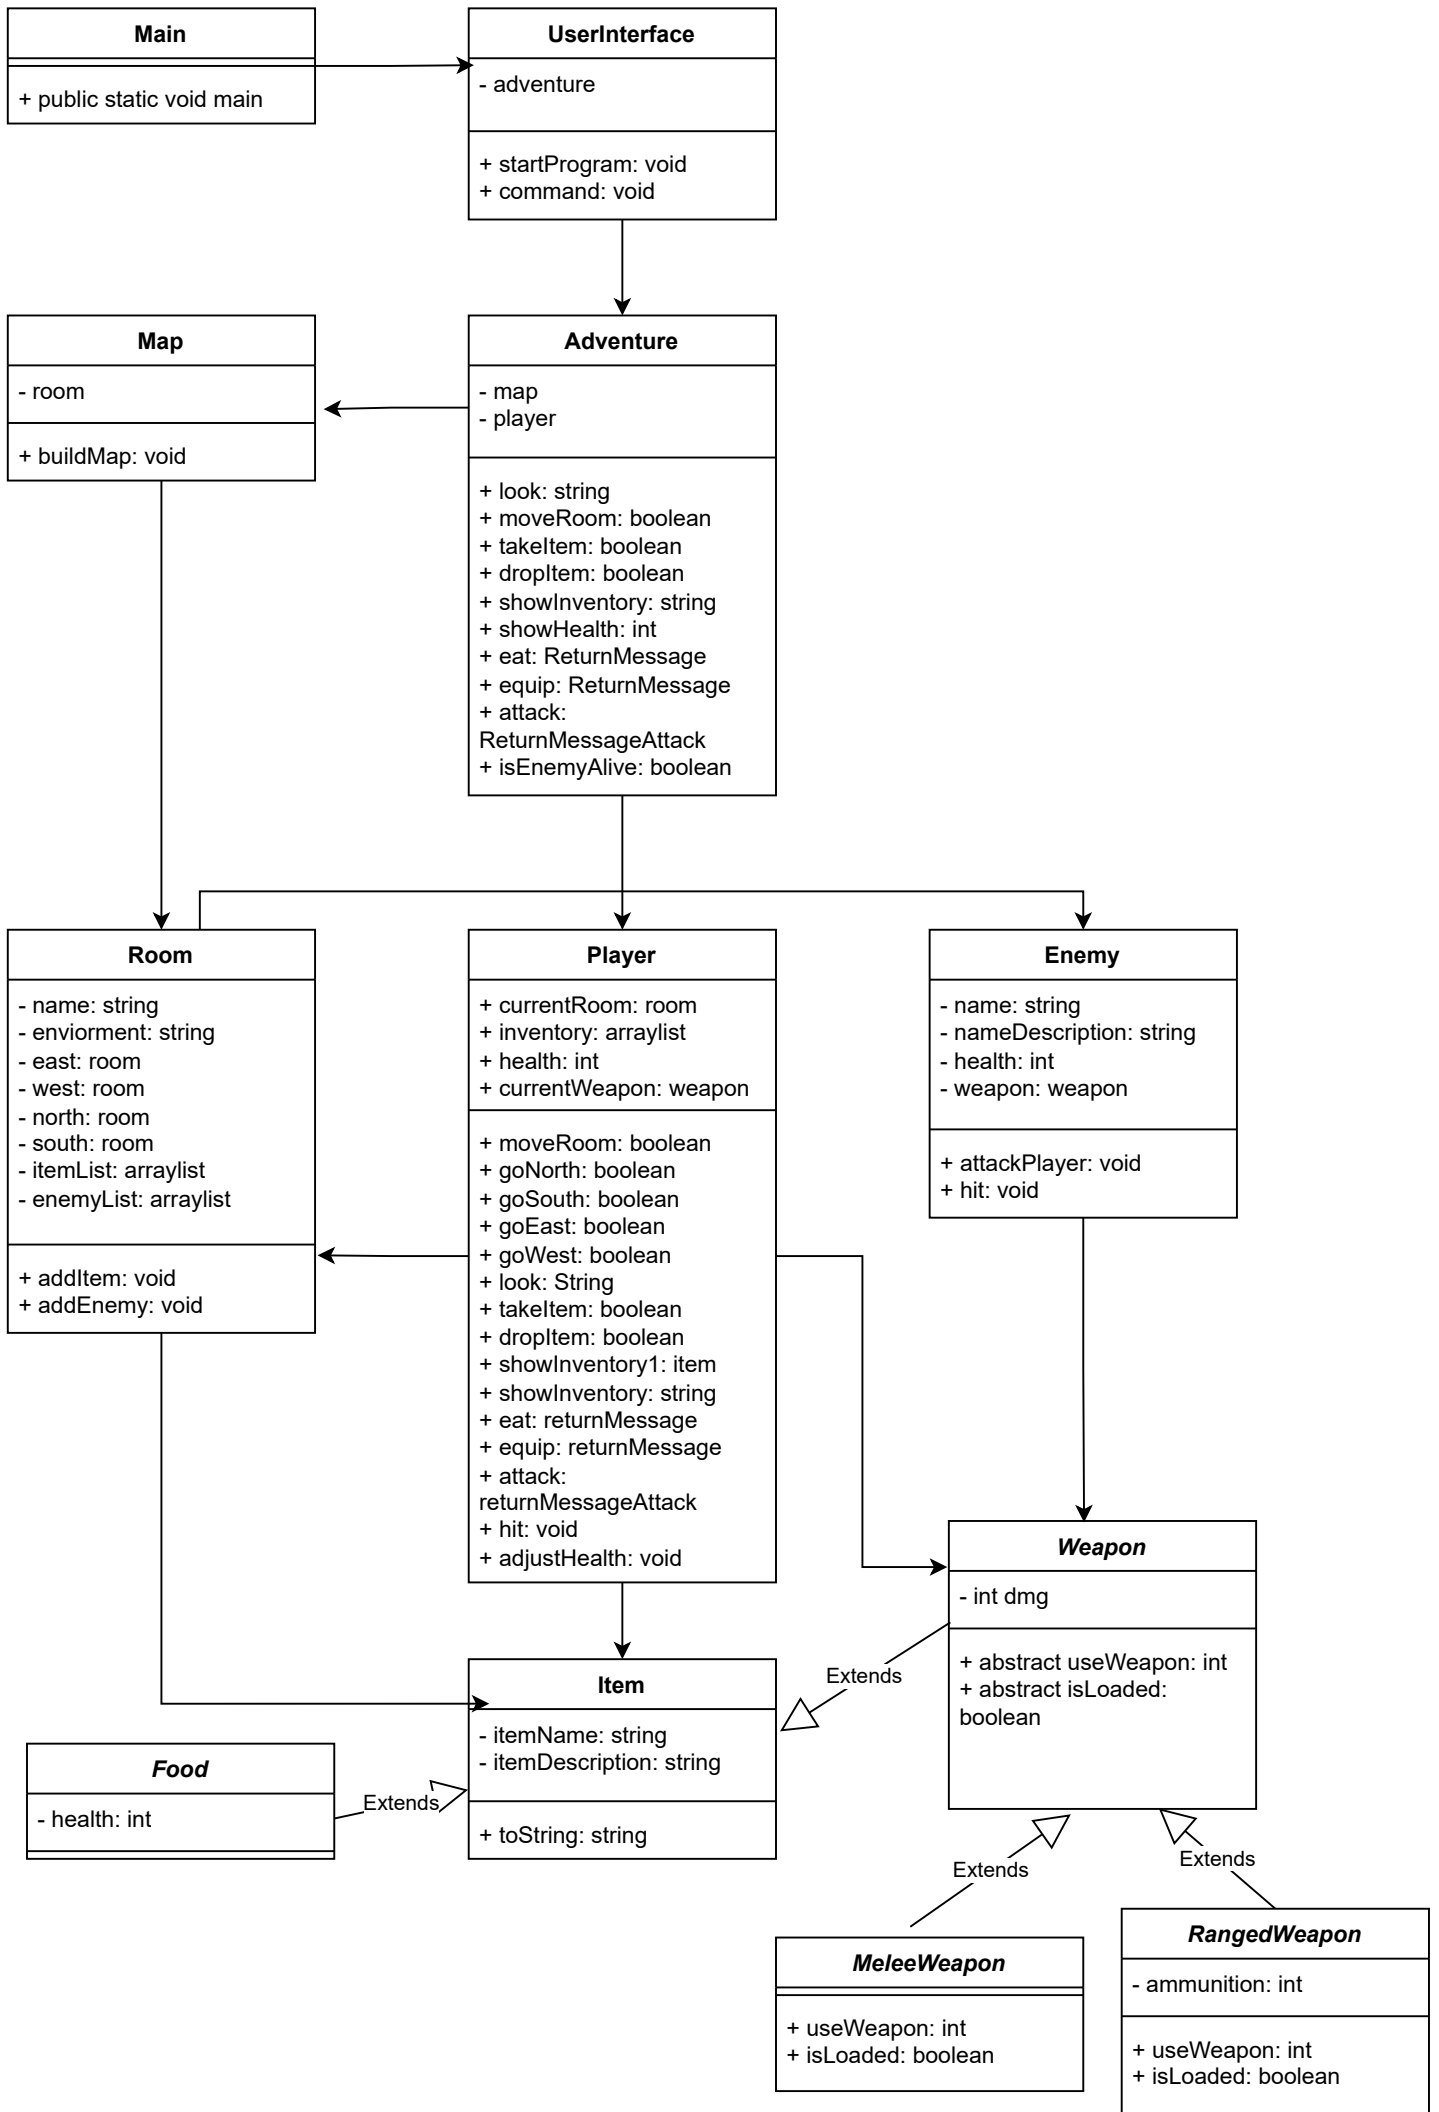 Main
+ public static void main
UserInterface
- adventure
+ startProgram: void
+ command: void
Map
- room
+ buildMap: void
Adventure
- map
- player
+ look: string
+ moveRoom: boolean
+ takeItem: boolean
+ dropItem: boolean
+ showInventory: string
+ showHealth: int
+ eat: ReturnMessage
+ equip: ReturnMessage
+ attack:
ReturnMessageAttack
+ isEnemyAlive: boolean
Room
- name: string
- enviorment: string
- east: room
- west: room
- north: room
- south: room
- itemList: arraylist
- enemyList: arraylist
+ addItem: void
+ addEnemy: void
Player
+ currentRoom: room
+ inventory: arraylist
+ health: int
+ currentWeapon: weapon
+ moveRoom: boolean
+ goNorth: boolean
+ goSouth: boolean
+ goEast: boolean
+ goWest: boolean
+ look: String
+ takeItem: boolean
+ dropItem: boolean
+ showInventory1: item
+ showInventory: string
+ eat: returnMessage
+ equip: returnMessage
+ attack:
returnMessageAttack
+ hit: void
+ adjustHealth: void
Enemy
- name: string
- nameDescription: string
- health: int
- weapon: weapon
+ attackPlayer: void
+ hit: void
Weapon
- int dmg
+ abstract useWeapon: int
+ abstract isLoaded:
boolean
Extends
Item
- itemName: string
- itemDescription: string
+ toString: string
Food
- health: int
Extends
Extends
Extends
MeleeWeapon
+ useWeapon: int
+ isLoaded: boolean
RangedWeapon
- ammunition: int
+ useWeapon: int
+ isLoaded: boolean